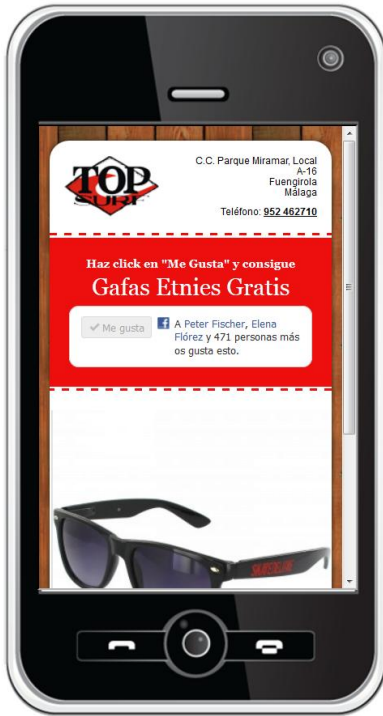 TOP
SURF
C.C. Parque Miramar, Local
A-16
Fuengirola
Málaga
Teléfono: 952 462710
Haz click en "Me Gusta" y consigue
Gafas Etnies Gratis
Me gusta
A Peter Fischer, Elena
Flórez y 471 personas más
os gusta esto.